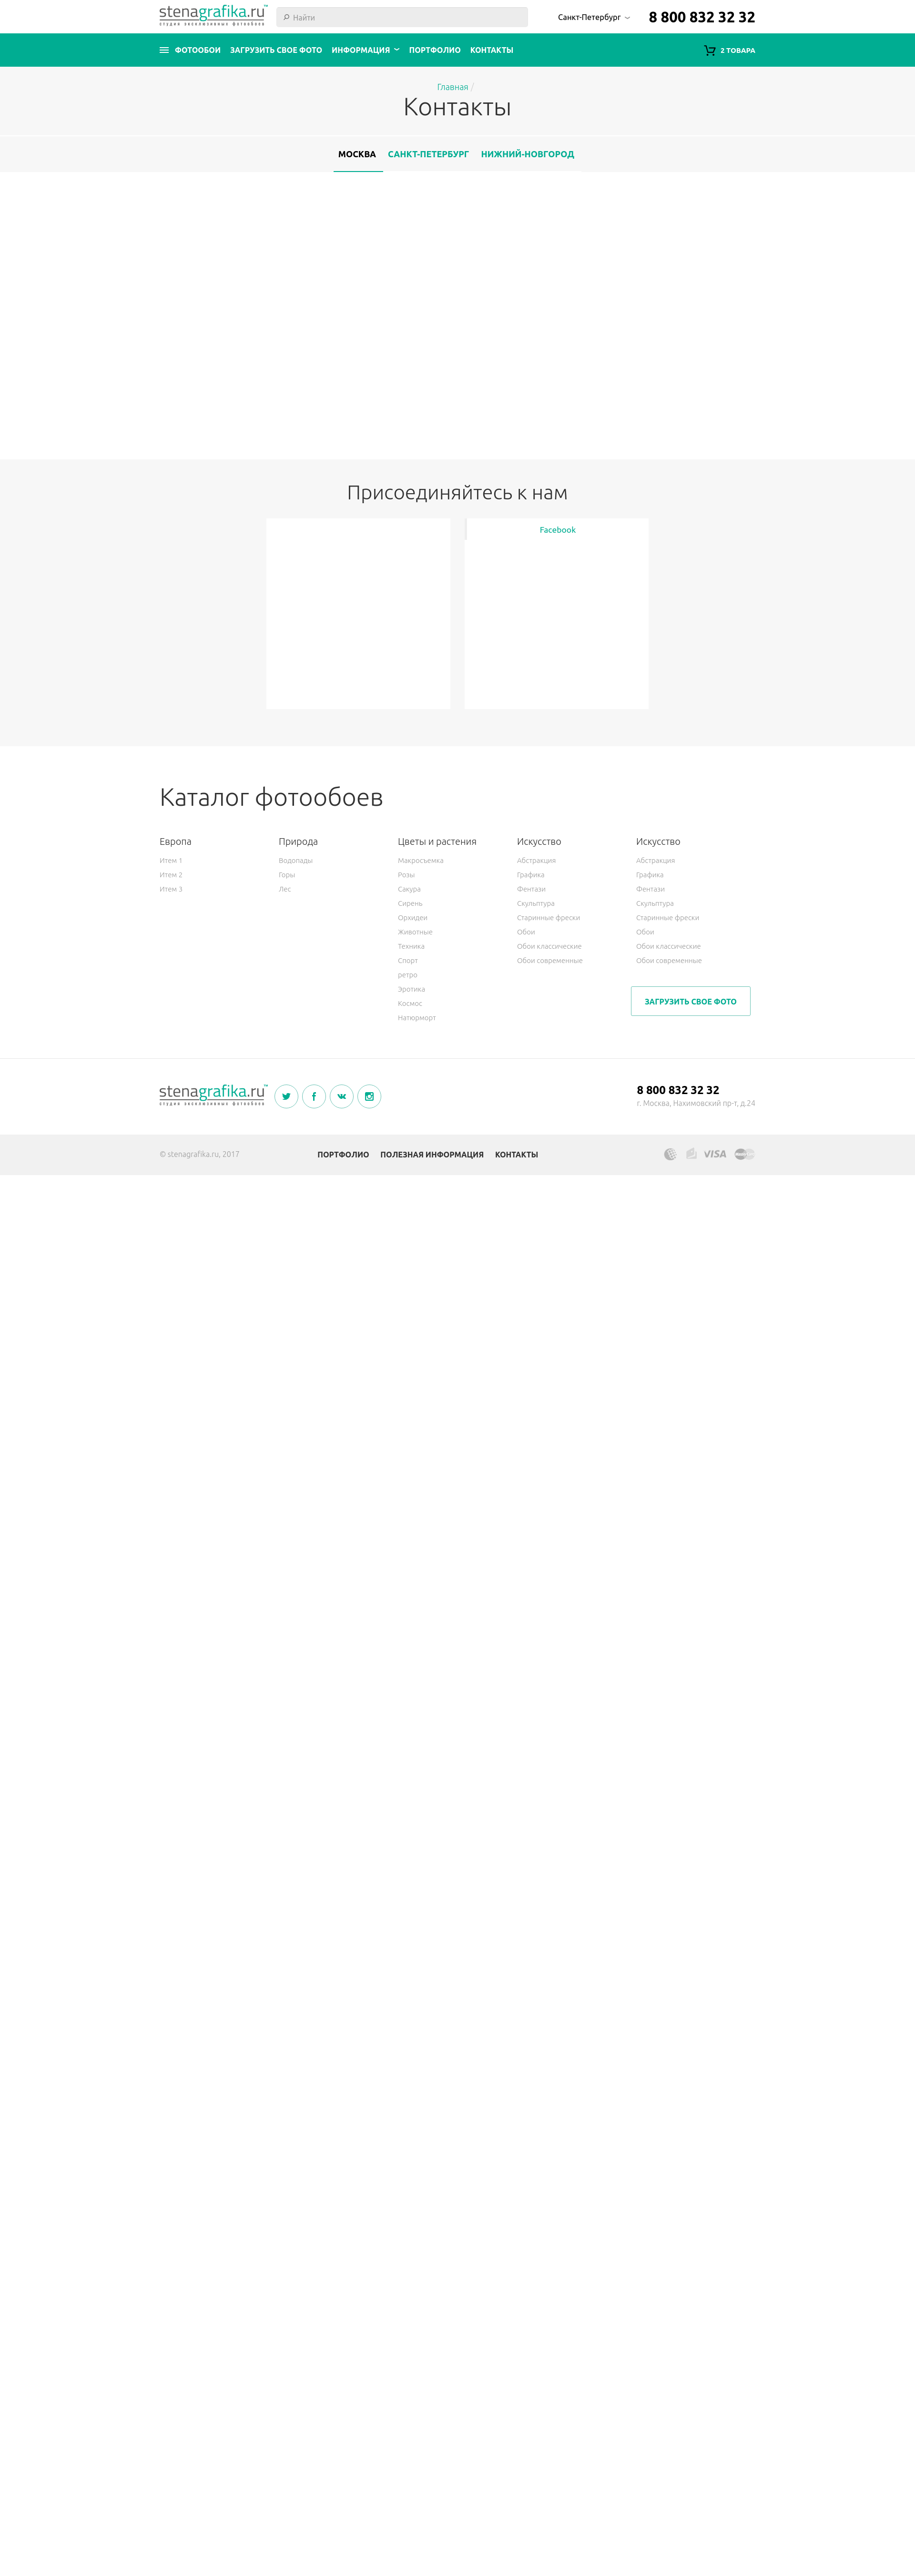 stenagrafika.ru™
студия эксклюзивных фотообоев
Найти
Санкт-Петербург
8 800 832 32 32
ФОТООБОИ ЗАГРУЗИТЬ СВОЕ ФОТО ИНФОРМАЦИЯ ПОРТФОЛИО КОНТАКТЫ
2 ТОВАРА
Главная /
Контакты
МОСКВА САНКТ-ПЕТЕРБУРГ НИЖНИЙ-НОВГОРОД
Присоединяйтесь к нам
Facebook
Каталог фотообоев
Европа
Итем 1
Итем 2
Итем 3
Природа
Водопады
Горы
Лес
Цветы и растения
Макросъемка
Розы
Сакура
Сирень
Орхидеи
Животные
Техника
Спорт
ретро
Эротика
Космос
Натюрморт
Искусство
Абстракция
Графика
Фентази
Скульптура
Старинные фрески
Обои
Обои классические
Обои современные
Искусство
Абстракция
Графика
Фентази
Скульптура
Старинные фрески
Обои
Обои классические
Обои современные
ЗАГРУЗИТЬ СВОЕ ФОТО
stenagrafika.ru™
студия эксклюзивных фотообоев
8 800 832 32 32
г. Москва, Нахимовский пр-т, д.24
© stenagrafika.ru, 2017
ПОРТФОЛИО ПОЛЕЗНАЯ ИНФОРМАЦИЯ КОНТАКТЫ
VISA